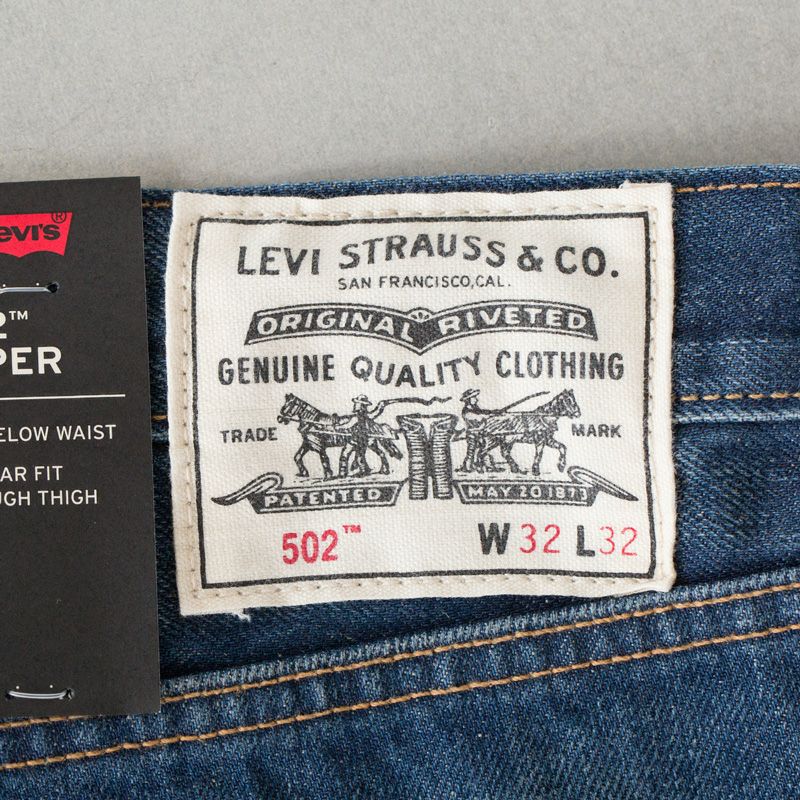 Levi's®
2™
PER
ELOW WAIST
AR FIT
UGH THIGH
LEVI STRAUSS & CO.
SAN FRANCISCO, CAL.
ORIGINAL RIVETED
GENUINE QUALITY CLOTHING
TRADE MARK
PATENTED MAY 20 1873
502™ W 32 L 32